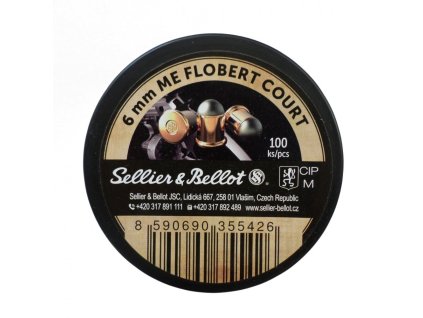 6 mm ME FLOBERT COURT
100
ks/pcs
Sellier & Bellot
CIP
M
Sellier & Bellot JSC, Lidická 667, 258 01 Vlašim, Czech Republic
+420 317 891 111 +420 317 892 489 www.sellier-bellot.cz
8 590690 355426